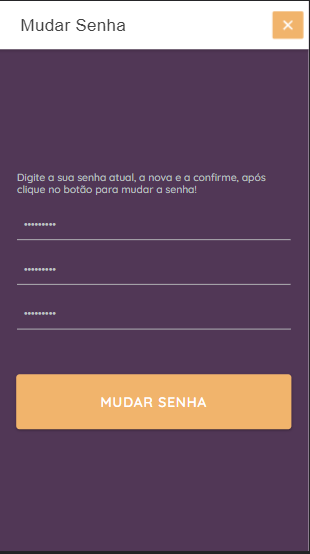 Mudar Senha
Digite a sua senha atual, a nova e a confirme, após
clique no botão para mudar a senha!
•••••••••
•••••••••
•••••••••
MUDAR SENHA